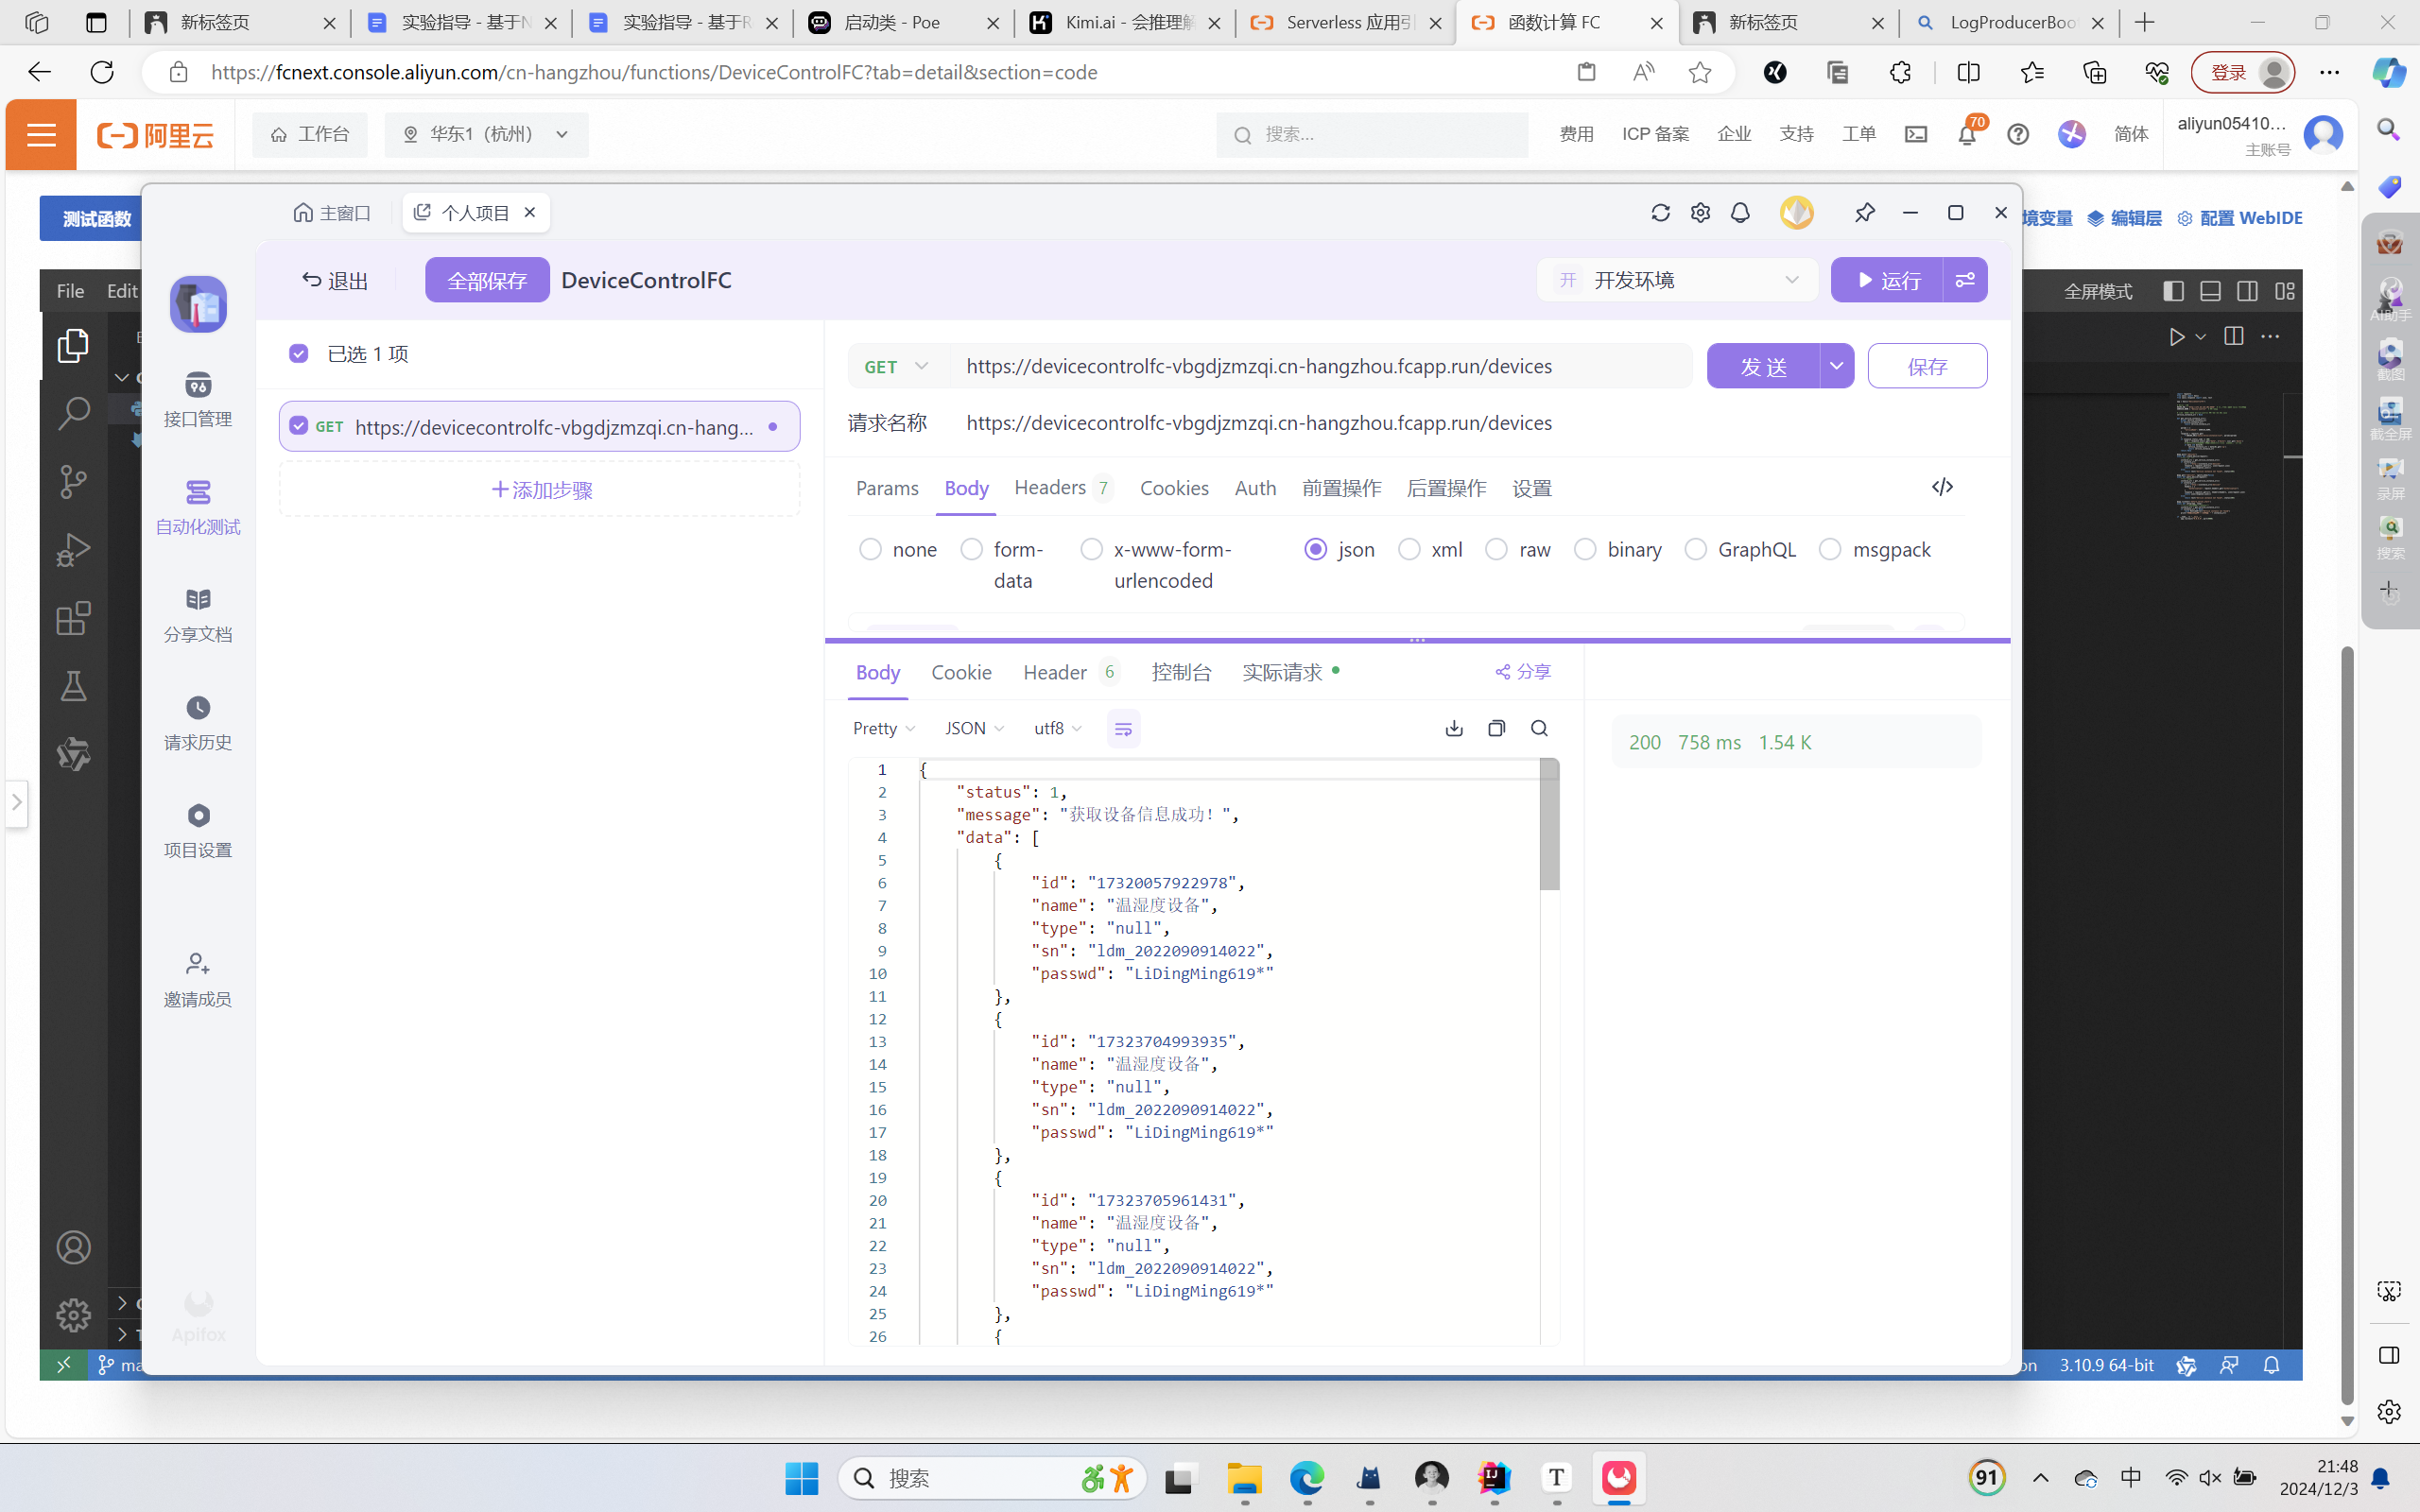 新标签页
实验指导 - 基于N
实验指导 - 基于R
启动类 - Poe
Kimi.ai - 会推理解
Serverless 应用引
函数计算 FC
新标签页
LogProducerBoo
https://fcnext.console.aliyun.com/cn-hangzhou/functions/DeviceControlFC?tab=detail&section=code
登录
阿里云
工作台
华东1（杭州）
搜索...
费用
ICP 备案
企业
支持
工单
70
简体
aliyun05410...
主账号
测试函数
主窗口
个人项目
境变量
编辑层
配置 WebIDE
退出
全部保存
DeviceControlFC
开 开发环境
运行
File
Edit
全屏模式
AI助手
截图
截全屏
录屏
搜索
已选 1 项
GET
https://devicecontrolfc-vbgdjzmzqi.cn-hangzhou.fcapp.run/devices
发 送
保存
接口管理
GET https://devicecontrolfc-vbgdjzmzqi.cn-hang...
请求名称
https://devicecontrolfc-vbgdjzmzqi.cn-hangzhou.fcapp.run/devices
添加步骤
Params
Body
Headers 7
Cookies
Auth
前置操作
后置操作
设置
自动化测试
none
form-data
x-www-form-urlencoded
json
xml
raw
binary
GraphQL
msgpack
分享文档
Body
Cookie
Header 6
控制台
实际请求
分享
请求历史
Pretty
JSON
utf8
200 758 ms 1.54 K
项目设置
邀请成员
Apifox
1 {
2 "status": 1,
3 "message": "获取设备信息成功！",
4 "data": [
5 {
6 "id": "17320057922978",
7 "name": "温湿度设备",
8 "type": "null",
9 "sn": "ldm_2022090914022",
10 "passwd": "LiDingMing619*"
11 },
12 {
13 "id": "17323704993935",
14 "name": "温湿度设备",
15 "type": "null",
16 "sn": "ldm_2022090914022",
17 "passwd": "LiDingMing619*"
18 },
19 {
20 "id": "17323705961431",
21 "name": "温湿度设备",
22 "type": "null",
23 "sn": "ldm_2022090914022",
24 "passwd": "LiDingMing619*"
25 },
26 {
ma
on
3.10.9 64-bit
搜索
91
中
21:48
2024/12/3